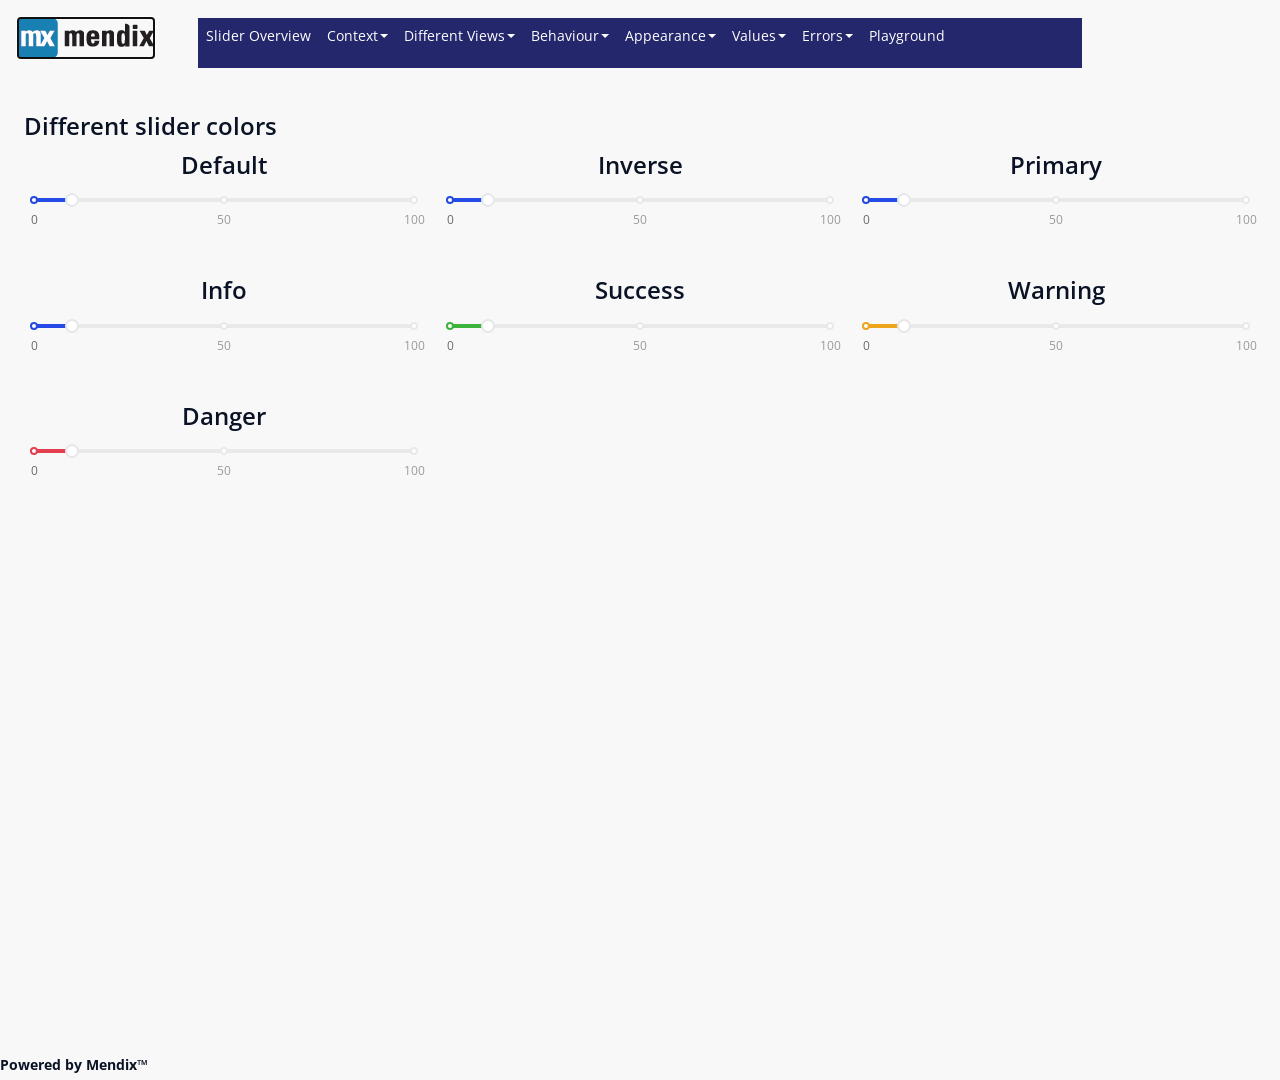 mx mendix
Slider Overview Context Different Views Behaviour Appearance Values Errors Playground
Different slider colors
Default Inverse Primary
0 50 100 0 50 100 0 50 100
Info Success Warning
0 50 100 0 50 100 0 50 100
Danger
0 50 100
Powered by Mendix™